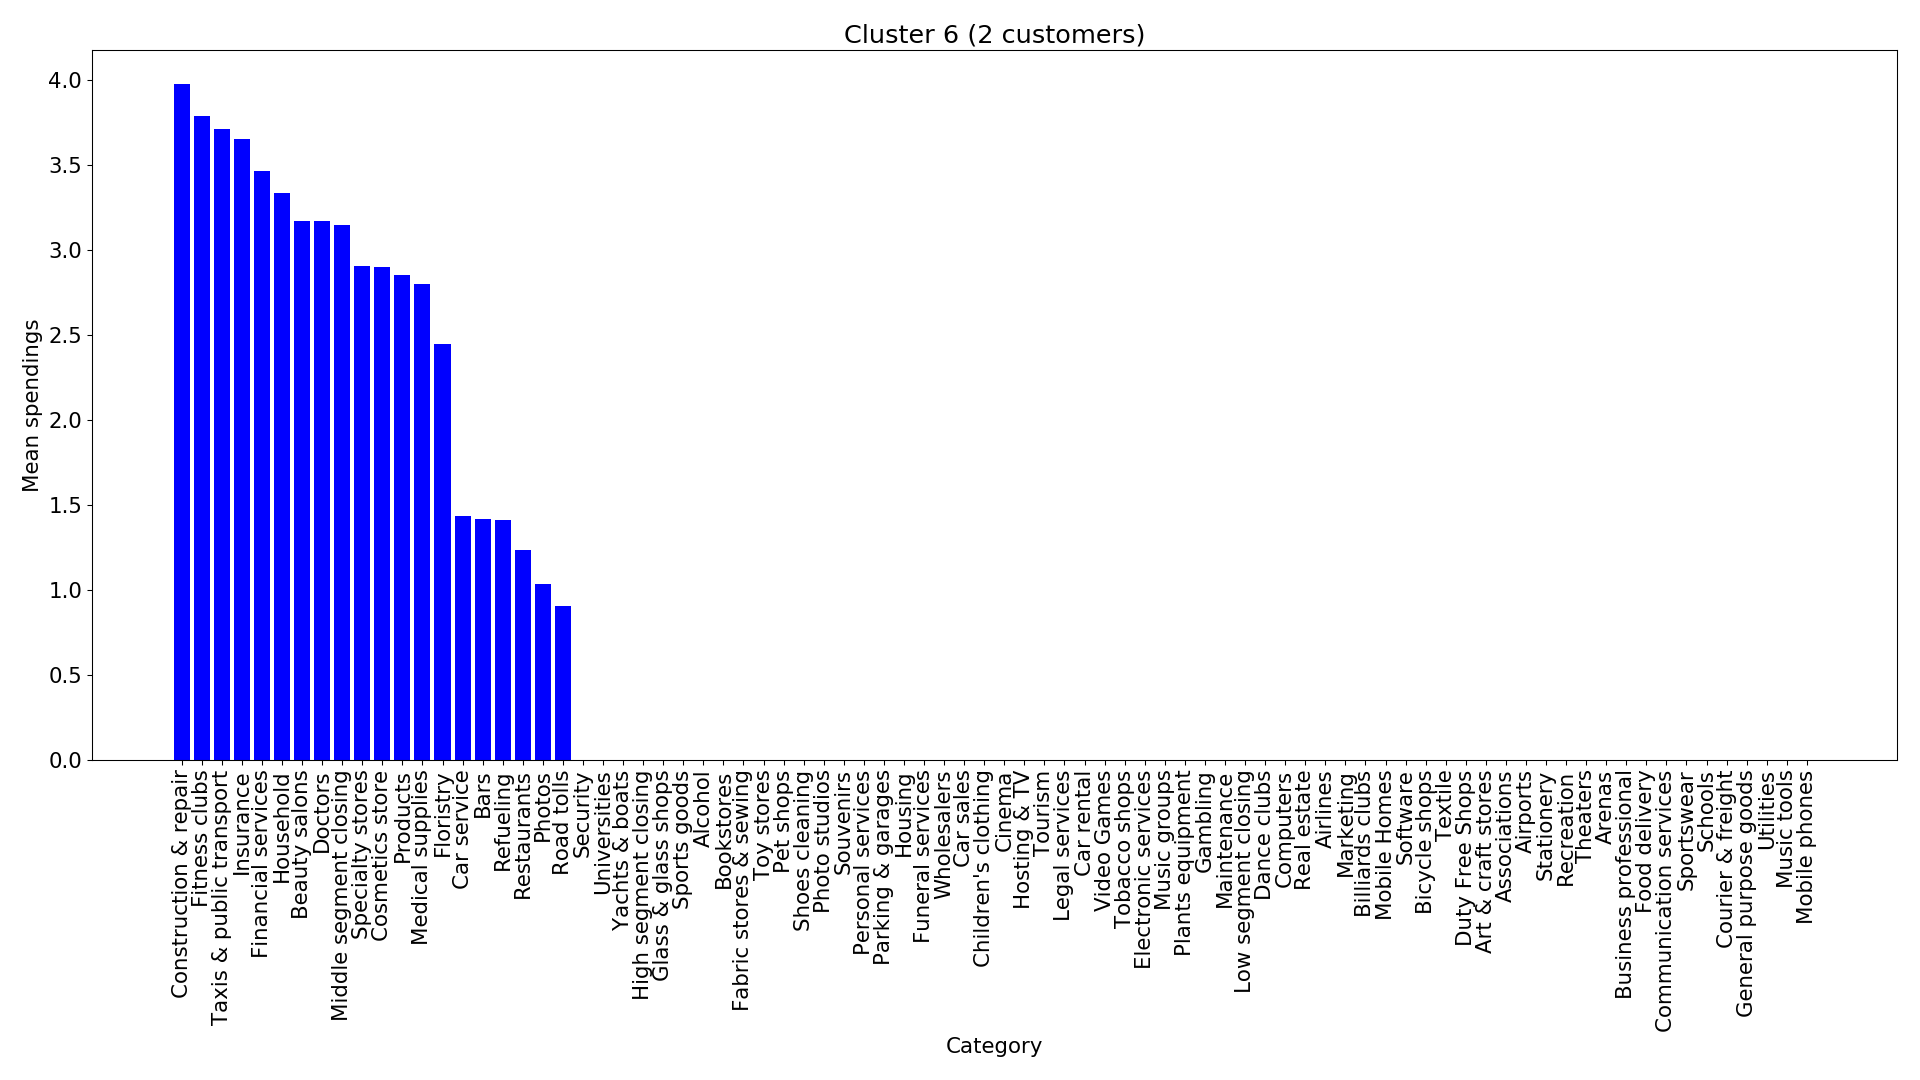 Cluster 6 (2 customers)
Mean spendings
4.0
3.5
3.0
2.5
2.0
1.5
1.0
0.5
0.0
Construction & repair
Fitness clubs
Taxis & public transport
Insurance
Financial services
Household
Beauty salons
Doctors
Middle segment closing
Specialty stores
Cosmetics store
Products
Medical supplies
Floristry
Car service
Bars
Refueling
Restaurants
Photos
Road tolls
Security
Universities
Yachts & boats
High segment closing
Glass & glass shops
Sports goods
Alcohol
Bookstores
Fabric stores & sewing
Toy stores
Pet shops
Shoes cleaning
Photo studios
Souvenirs
Personal services
Parking & garages
Housing
Funeral services
Wholesalers
Car sales
Children's clothing
Cinema
Hosting & TV
Tourism
Legal services
Car rental
Video Games
Tobacco shops
Electronic services
Music groups
Plants equipment
Gambling
Maintenance
Low segment closing
Dance clubs
Computers
Real estate
Airlines
Marketing
Billiards clubs
Mobile Homes
Software
Bicycle shops
Textile
Duty Free Shops
Art & craft stores
Associations
Airports
Stationery
Recreation
Theaters
Arenas
Business professional
Food delivery
Communication services
Sportswear
Schools
Courier & freight
General purpose goods
Utilities
Music tools
Mobile phones
Category